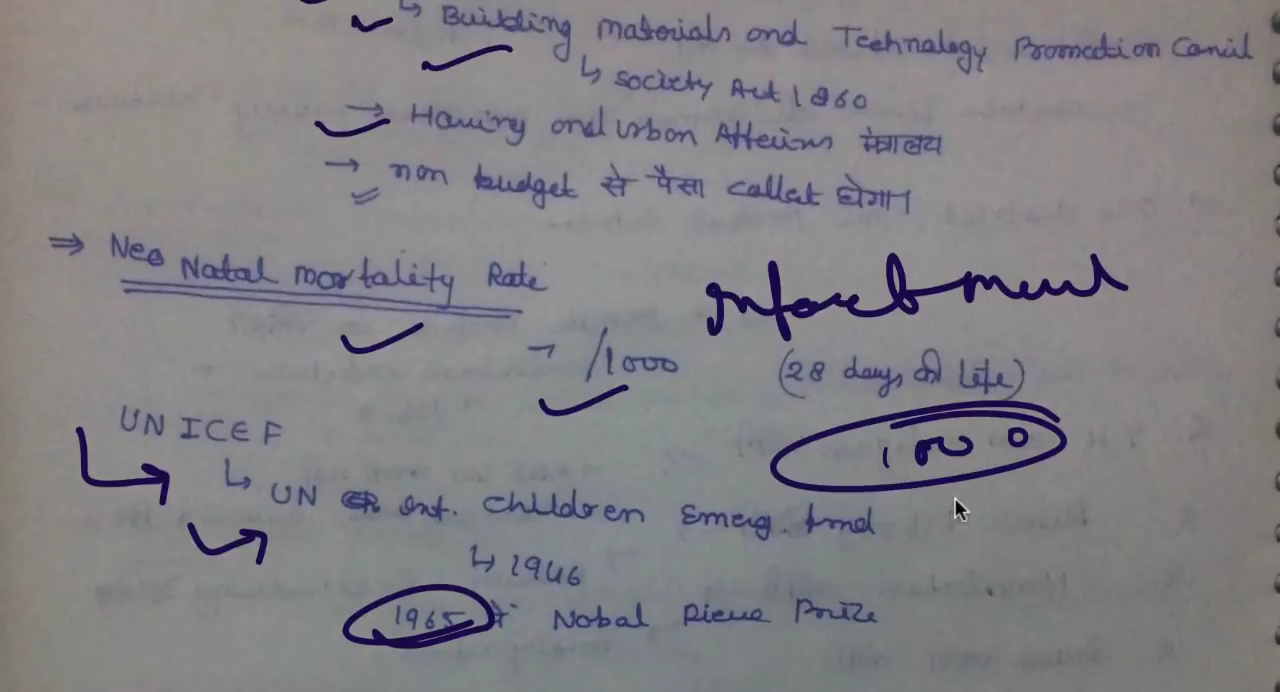 ↳ Building materials and Technology Promotion Concil
↳ society Act 1860
→ Housing and urban Affairs मंत्रालय
→ non budget से पैसा collect होगा।
⇒ Neo Natal mortality Rate
→ /1000 (28 days की Life)
1000
UNICEF
↳ UN Int. Children Emerg. fund
↳ 1946
1965 में Nobal Piece Prize